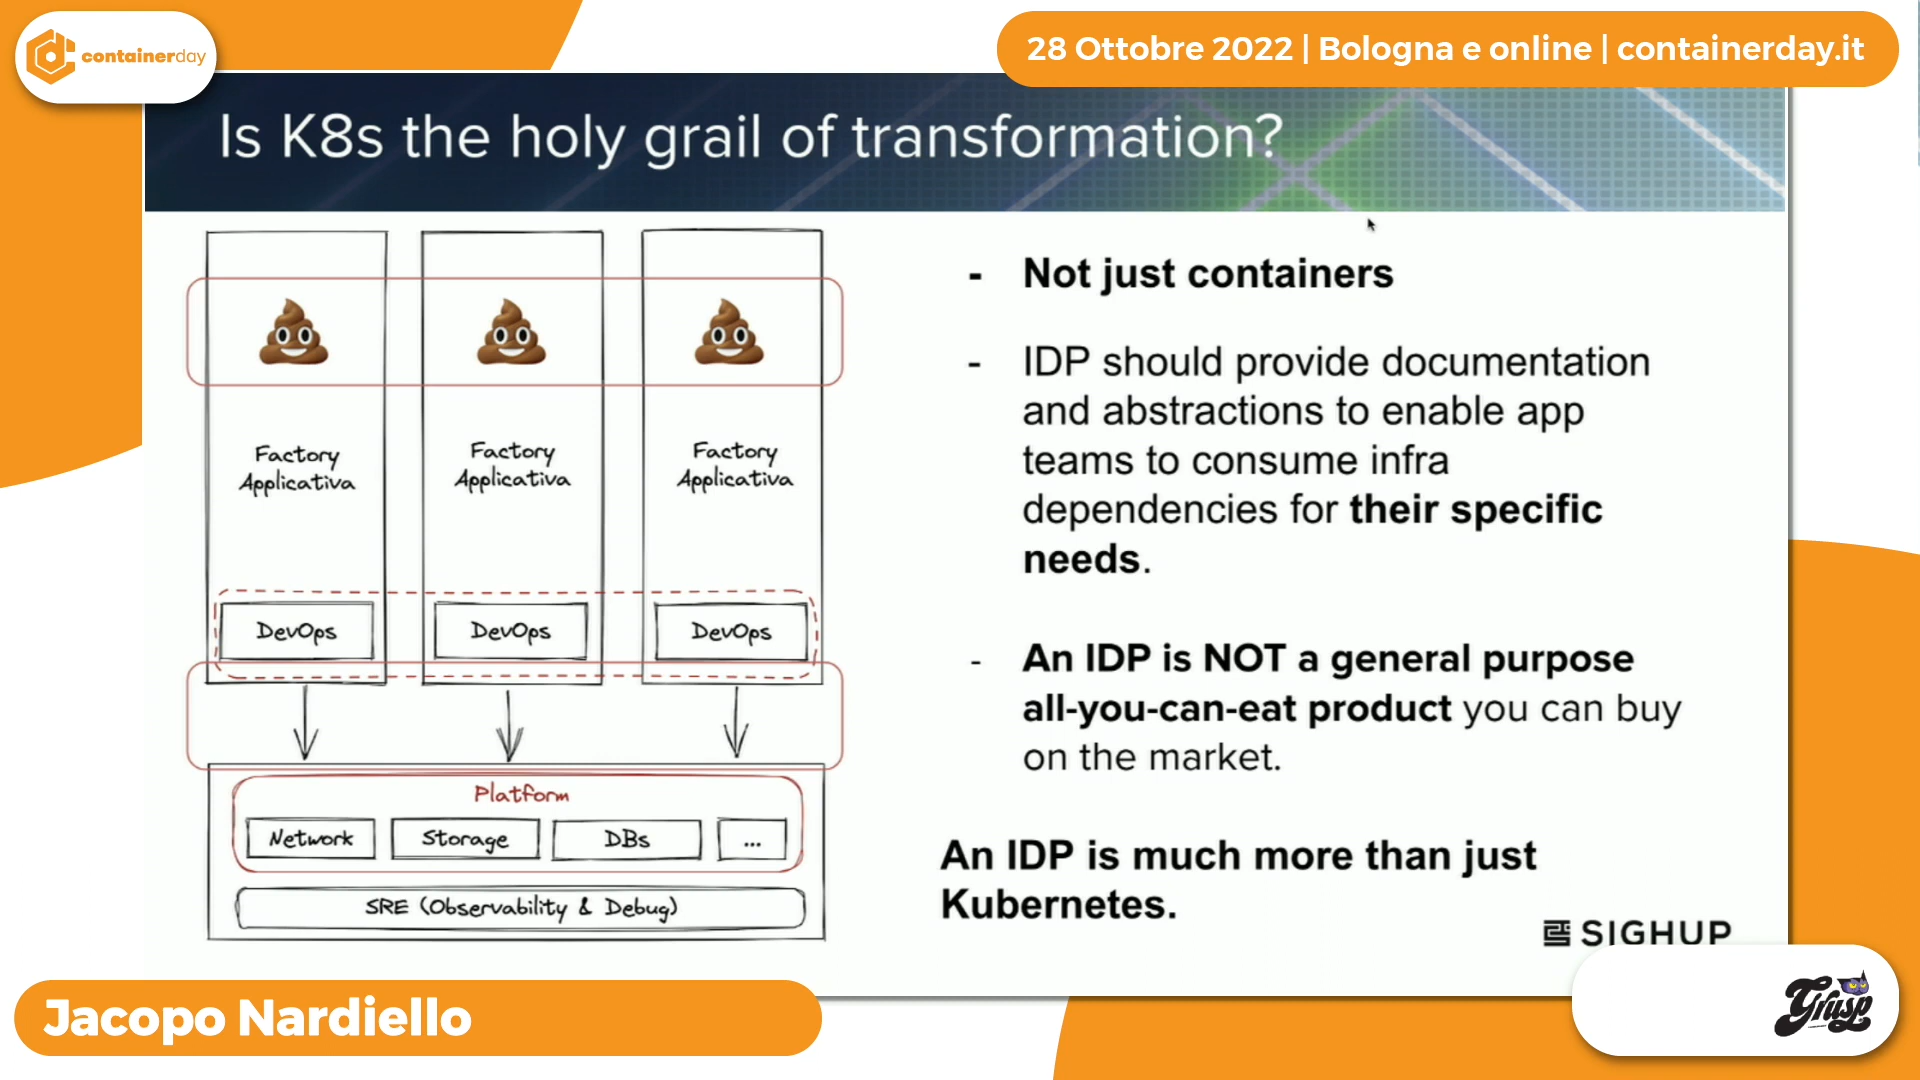 containerday
28 Ottobre 2022 | Bologna e online | containerday.it
Is K8s the holy grail of transformation?
Factory
Applicativa
Factory
Applicativa
Factory
Applicativa
DevOps
DevOps
DevOps
Platform
Network
Storage
DBs
...
SRE (Observability & Debug)
- Not just containers
- IDP should provide documentation
and abstractions to enable app
teams to consume infra
dependencies for their specific
needs.
- An IDP is NOT a general purpose
all-you-can-eat product you can buy
on the market.
An IDP is much more than just
Kubernetes.
SIGHUP
Jacopo Nardiello
Grusp